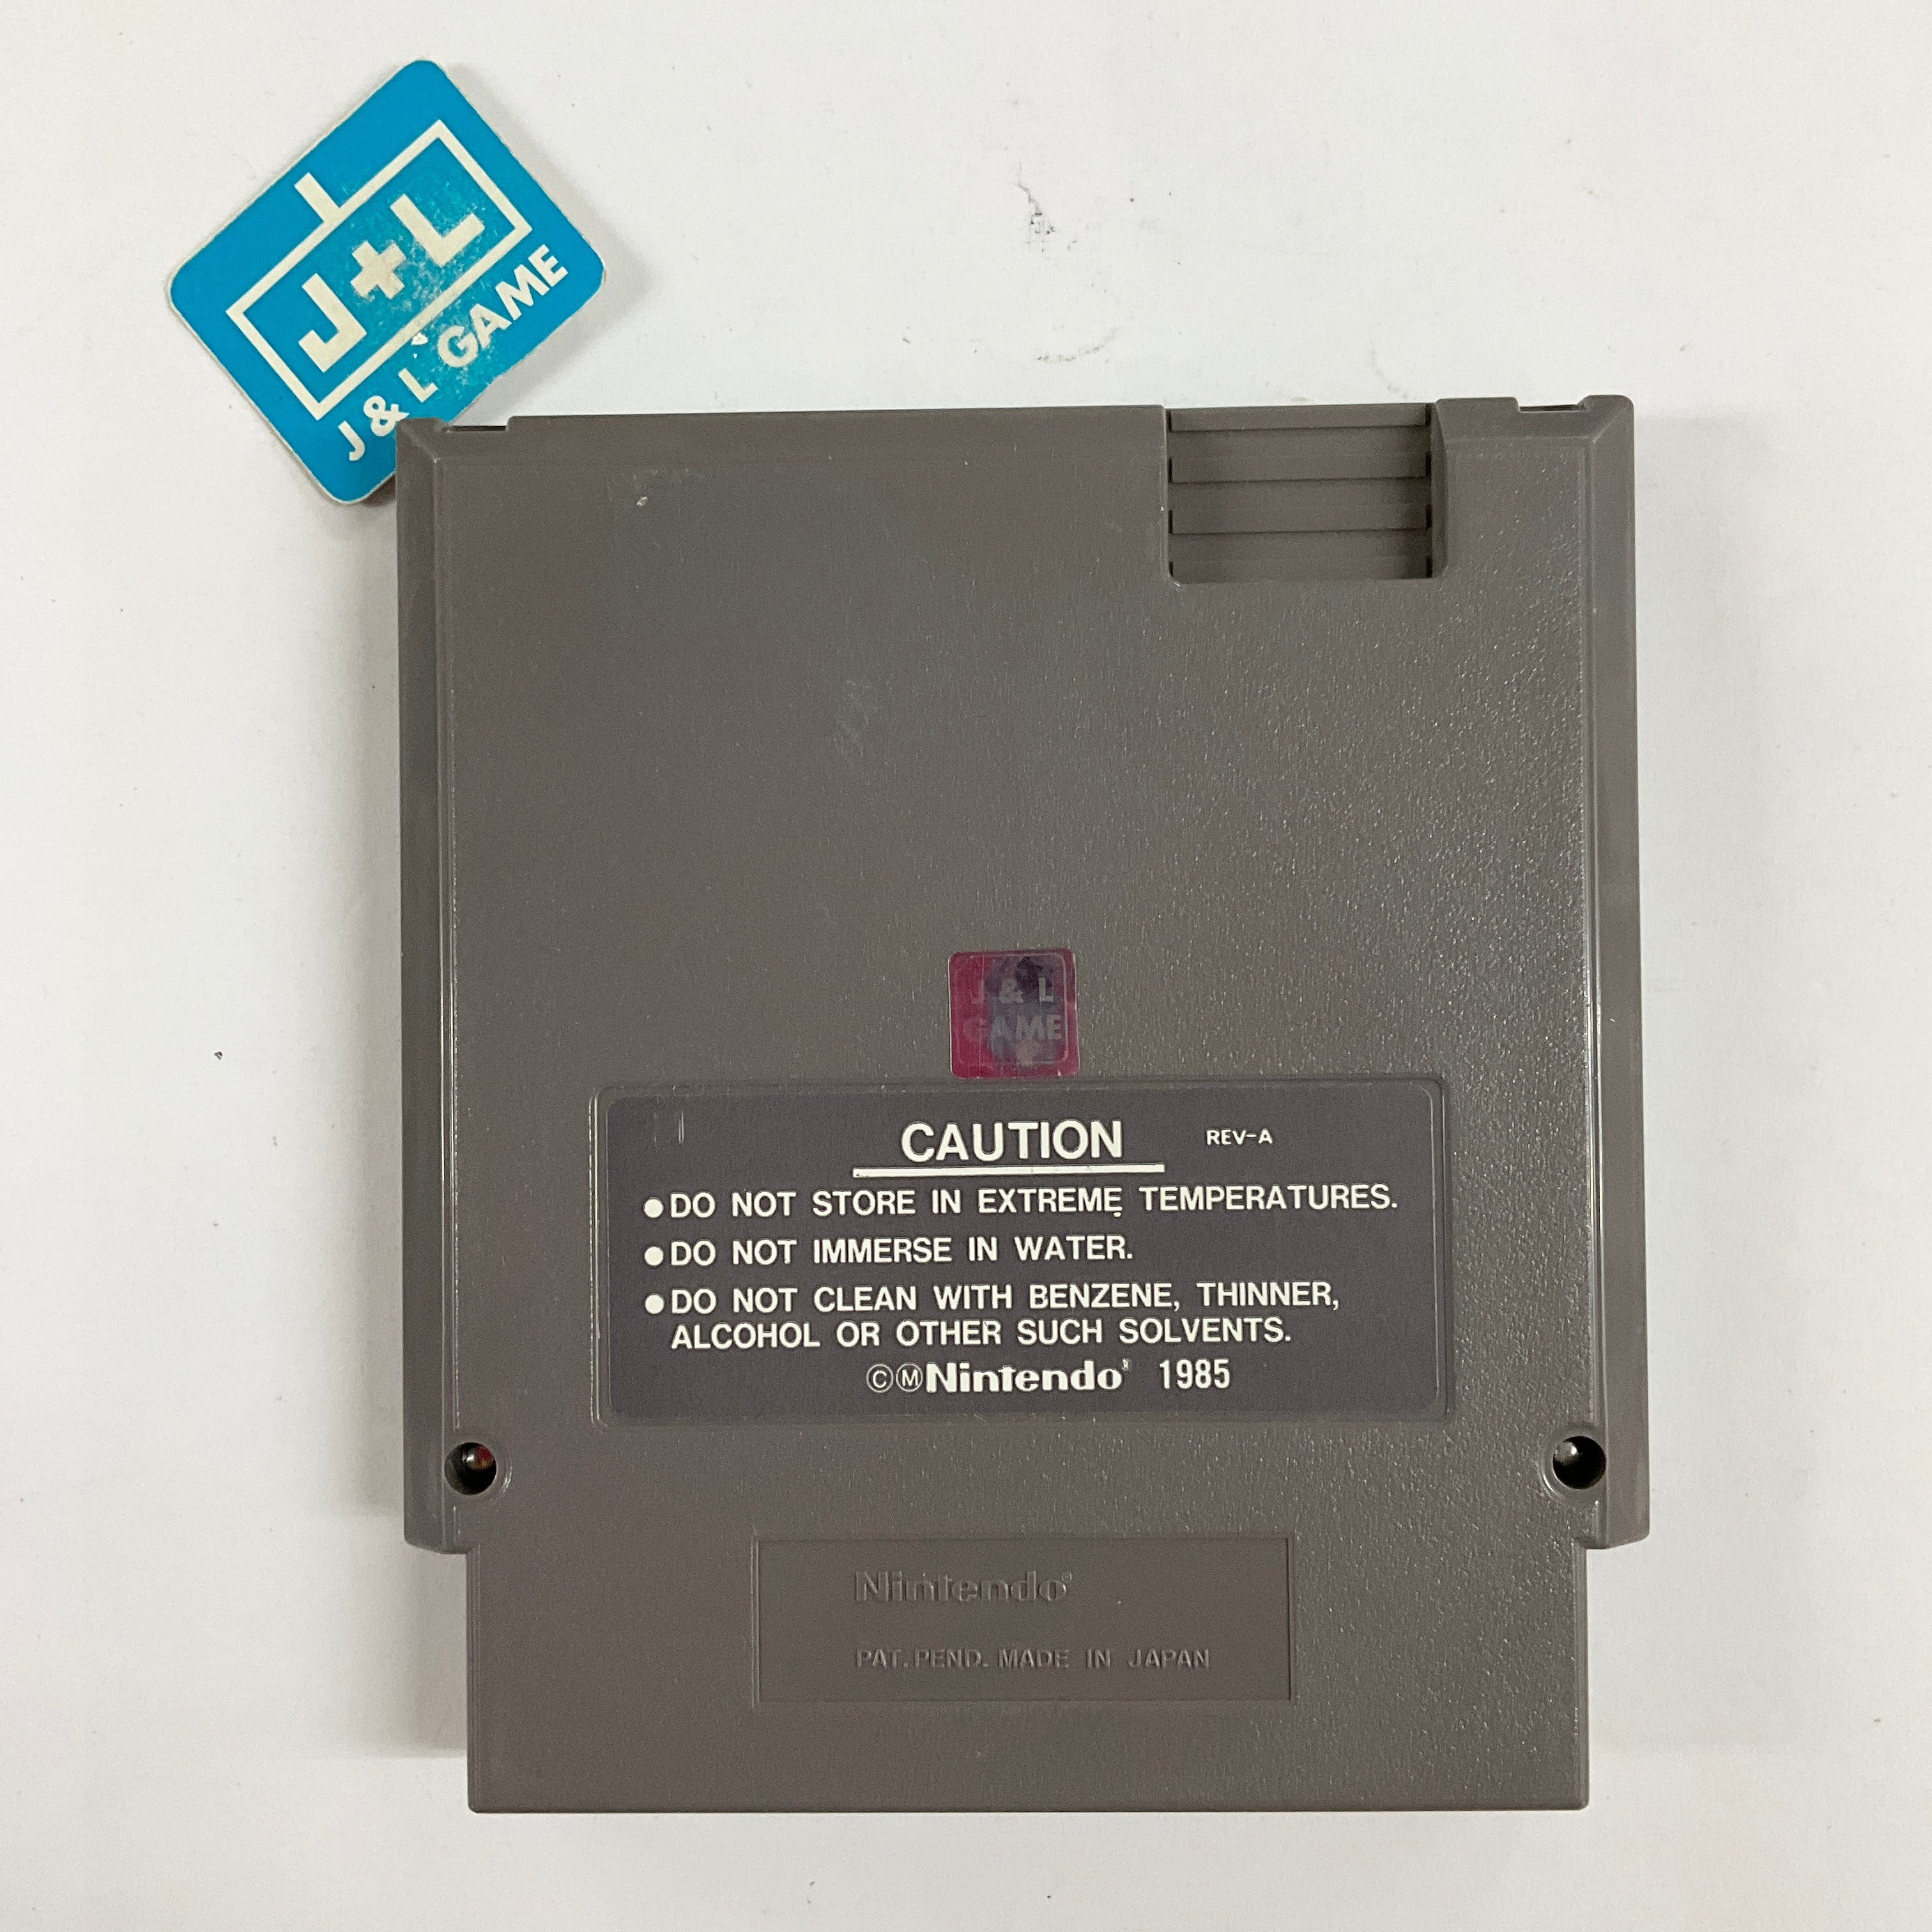 J+L
J & L GAME
J & L
GAME
CAUTION REV-A
●DO NOT STORE IN EXTREME TEMPERATURES.
●DO NOT IMMERSE IN WATER.
●DO NOT CLEAN WITH BENZENE, THINNER,
ALCOHOL OR OTHER SUCH SOLVENTS.
©ⓂNintendo® 1985
Nintendo®
PAT. PEND. MADE IN JAPAN